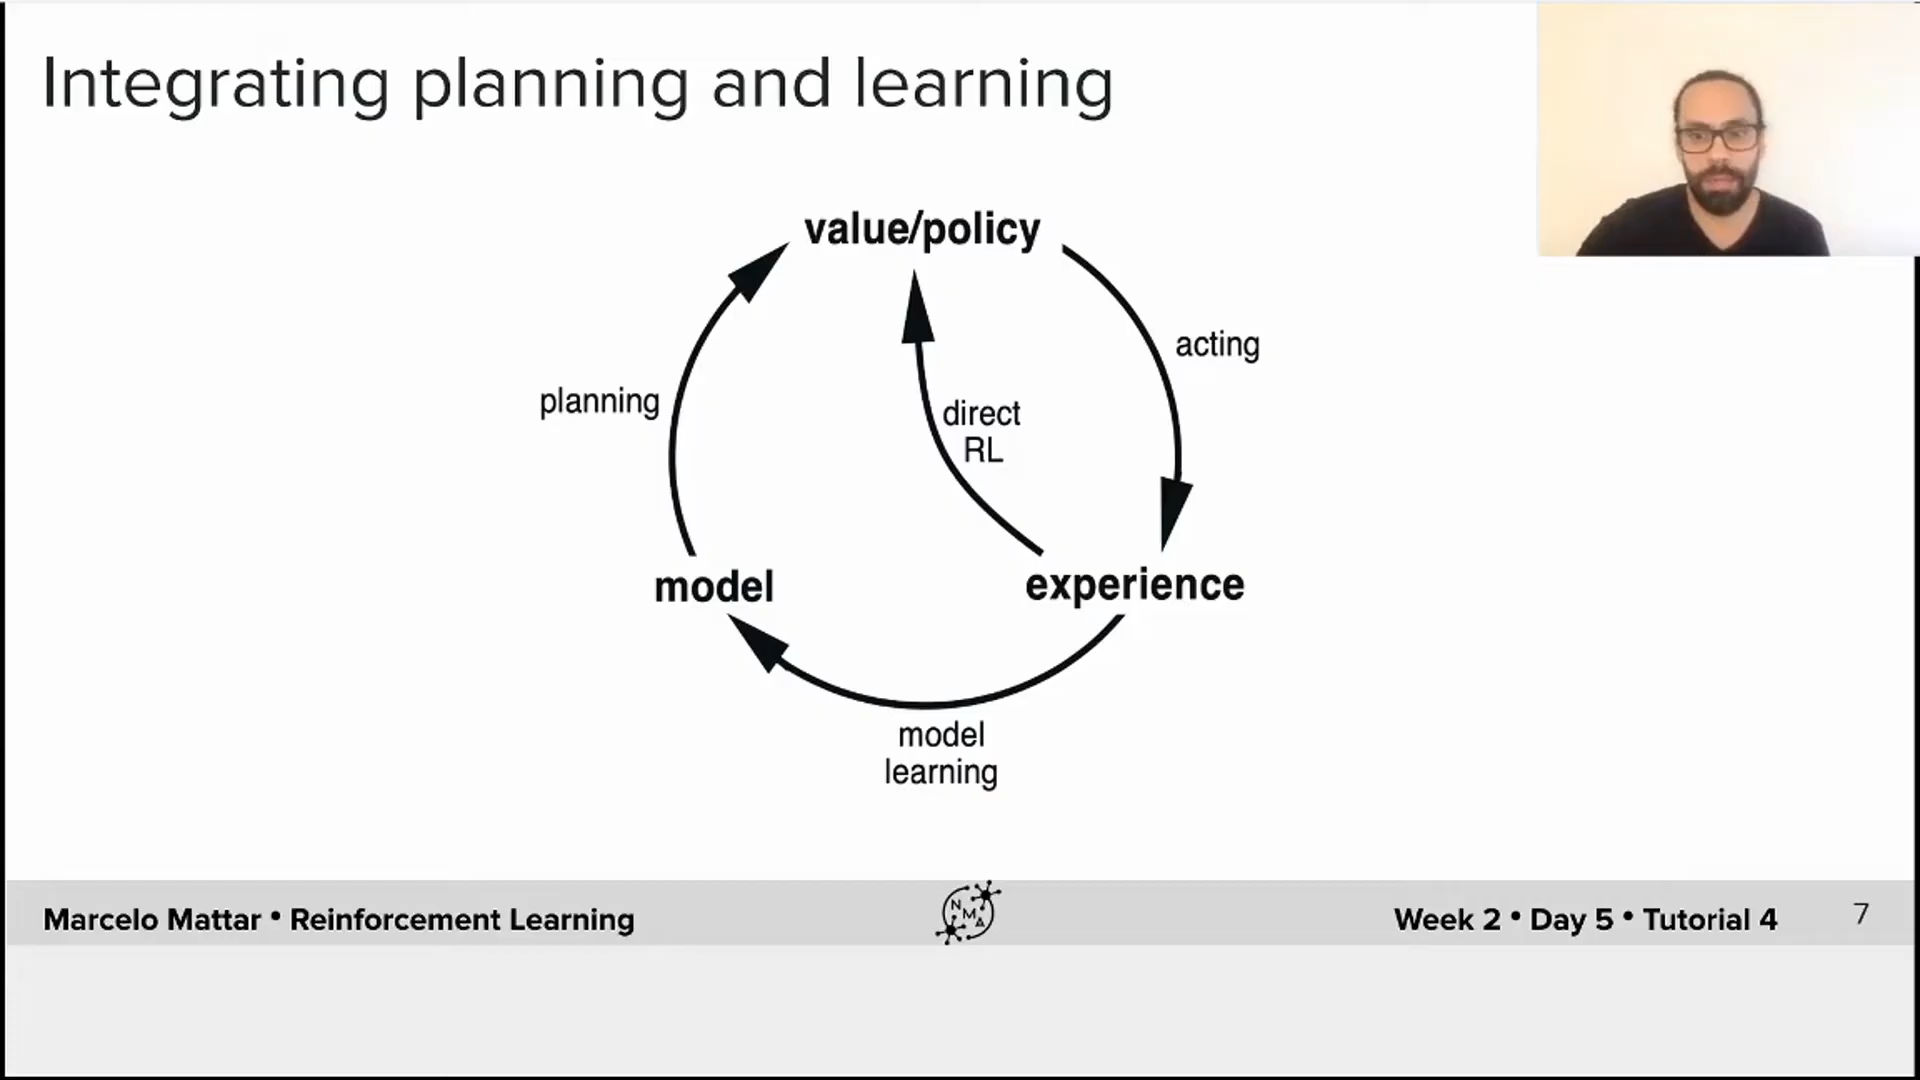 Integrating planning and learning
value/policy
acting
planning
direct
RL
model
experience
model
learning
Marcelo Mattar • Reinforcement Learning
NMA
Week 2 • Day 5 • Tutorial 4
7